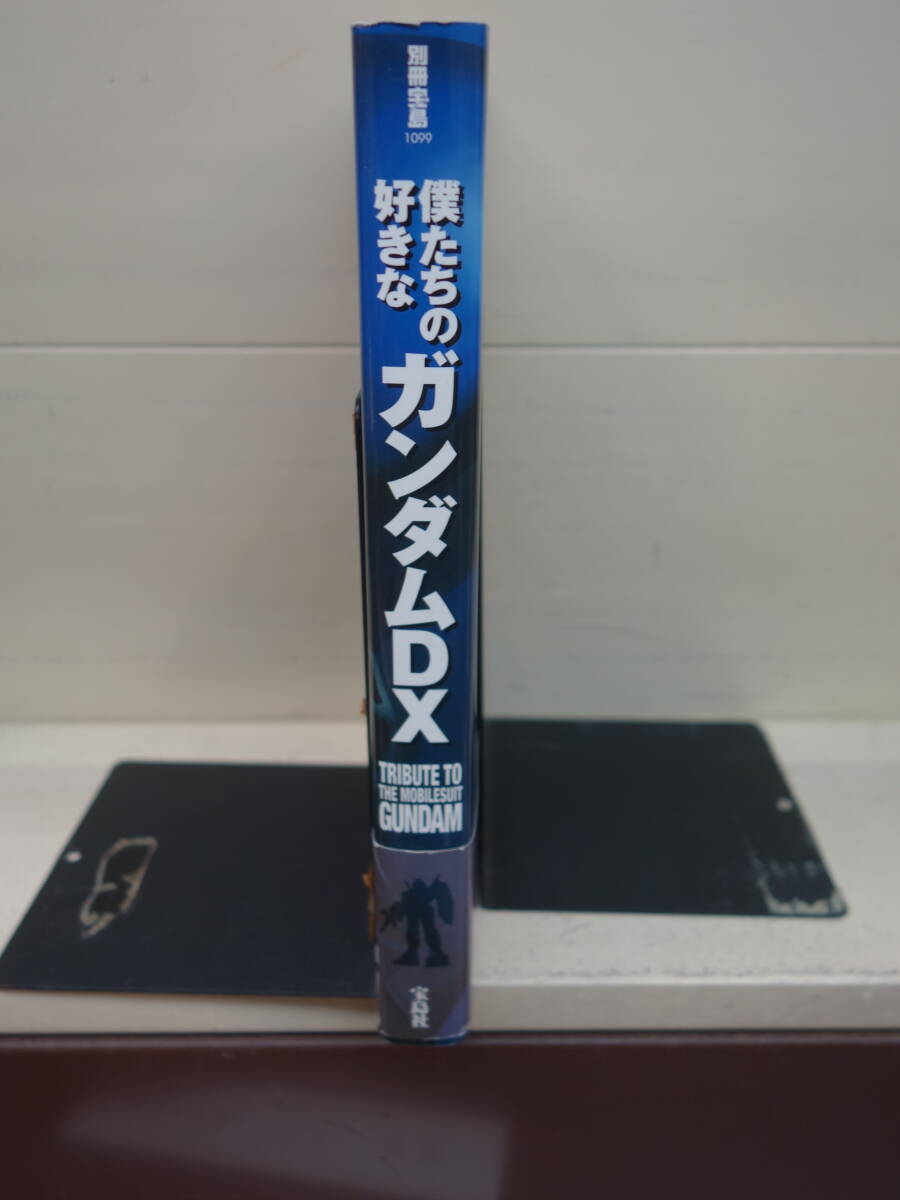 別冊宝島
1099
僕たちの
好きな
ガンダムDX
TRIBUTE TO
THE MOBILESUIT
GUNDAM
宝島社